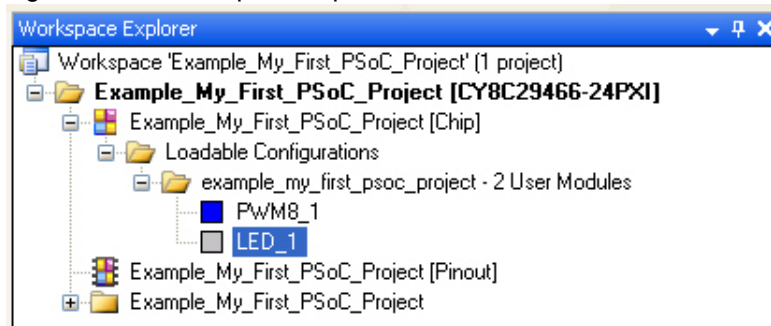 Workspace Explorer
Workspace 'Example_My_First_PSoC_Project' (1 project)
Example_My_First_PSoC_Project [CY8C29466-24PXI]
Example_My_First_PSoC_Project [Chip]
Loadable Configurations
example_my_first_psoc_project - 2 User Modules
PWM8_1
LED_1
Example_My_First_PSoC_Project [Pinout]
Example_My_First_PSoC_Project